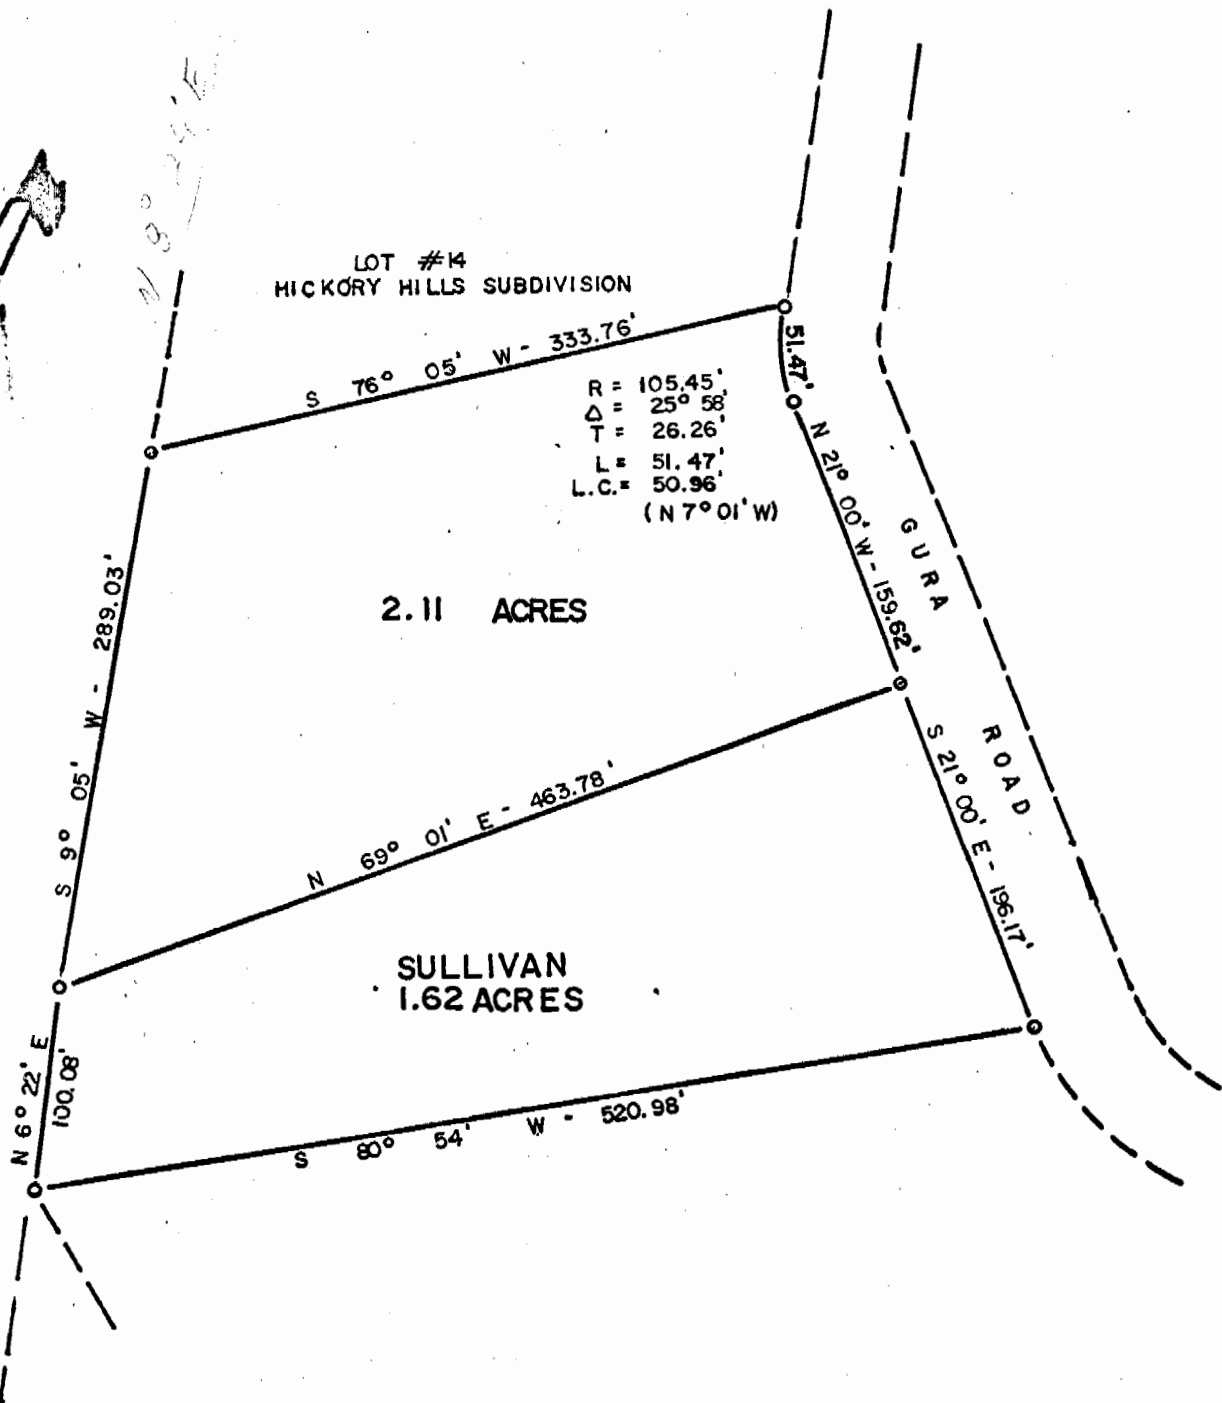 LOT #14
HICKORY HILLS SUBDIVISION
S 76° 05' W - 333.76'
51.47'
R = 105.45'
Δ = 25° 58'
T = 26.26'
L = 51.47'
L.C. = 50.96'
(N 7° 01' W)
N 21° 00' W - 159.62'
GURA ROAD
2.11 ACRES
S 9° 05' W - 289.03'
N 69° 01' E - 463.78'
S 21° 00' E - 196.17'
SULLIVAN
1.62 ACRES
N 6° 22' E
100.08'
S 80° 54' W - 520.98'